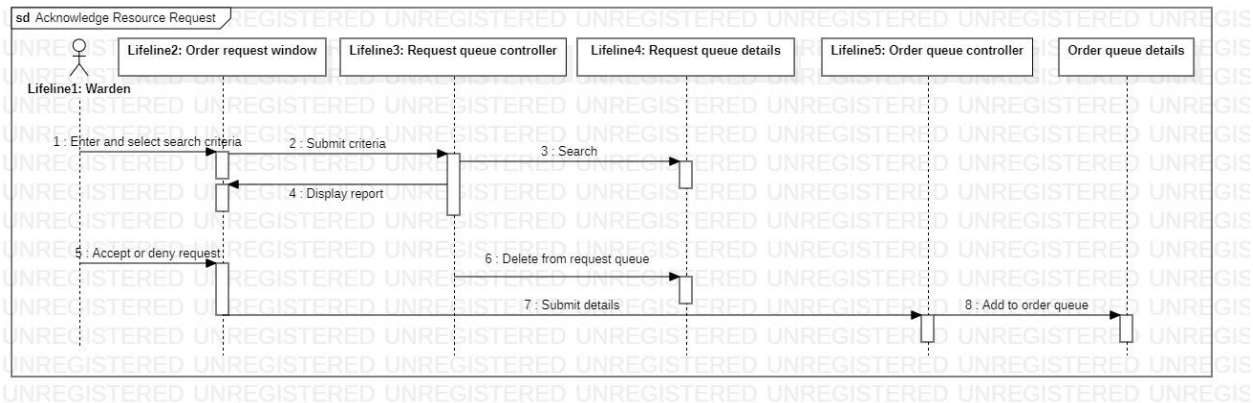 sd Acknowledge Resource Request
Lifeline2: Order request window
Lifeline3: Request queue controller
Lifeline4: Request queue details
Lifeline5: Order queue controller
Order queue details
Lifeline1: Warden
1 : Enter and select search criteria
2 : Submit criteria
3 : Search
4 : Display report
5 : Accept or deny request
6 : Delete from request queue
7 : Submit details
8 : Add to order queue
UNREGISTERED UNREGISTERED UNREGISTERED UNREGISTERED UNREGISTERED UNREGISTERED UNREGIS